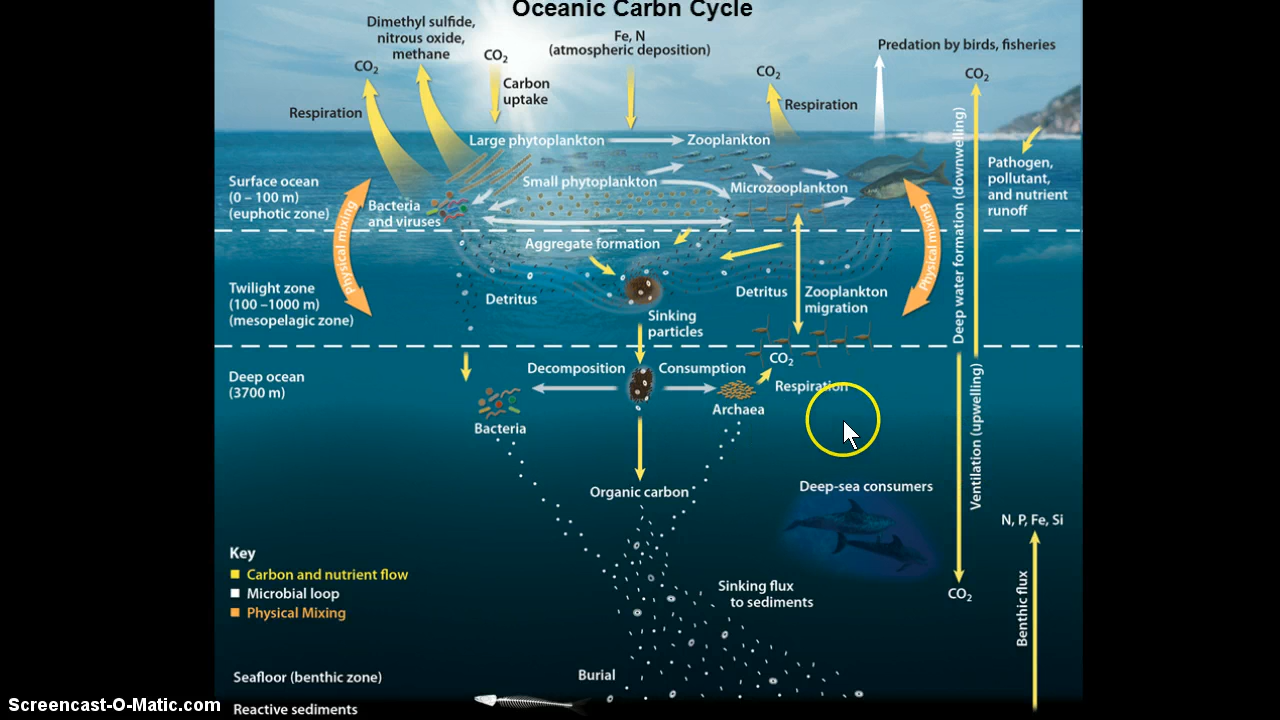 Oceanic Carbn Cycle
Dimethyl sulfide,
nitrous oxide,
methane
CO2
Respiration
CO2
Carbon
uptake
Fe, N
(atmospheric deposition)
CO2
Respiration
Predation by birds, fisheries
CO2
Large phytoplankton
Zooplankton
Small phytoplankton
Microzooplankton
Bacteria
and viruses
Pathogen,
pollutant,
and nutrient
runoff
Surface ocean
(0 – 100 m)
(euphotic zone)
Physical mixing
Physical mixing
Deep water formation (downwelling)
Aggregate formation
Twilight zone
(100 –1000 m)
(mesopelagic zone)
Detritus
Detritus
Zooplankton
migration
Sinking
particles
Deep ocean
(3700 m)
Decomposition
Consumption
CO2
Respiration
Bacteria
Archaea
Ventilation (upwelling)
Organic carbon
Deep-sea consumers
N, P, Fe, Si
Key
Carbon and nutrient flow
Microbial loop
Physical Mixing
Sinking flux
to sediments
CO2
Benthic flux
Seafloor (benthic zone)
Burial
Reactive sediments
Screencast-O-Matic.com